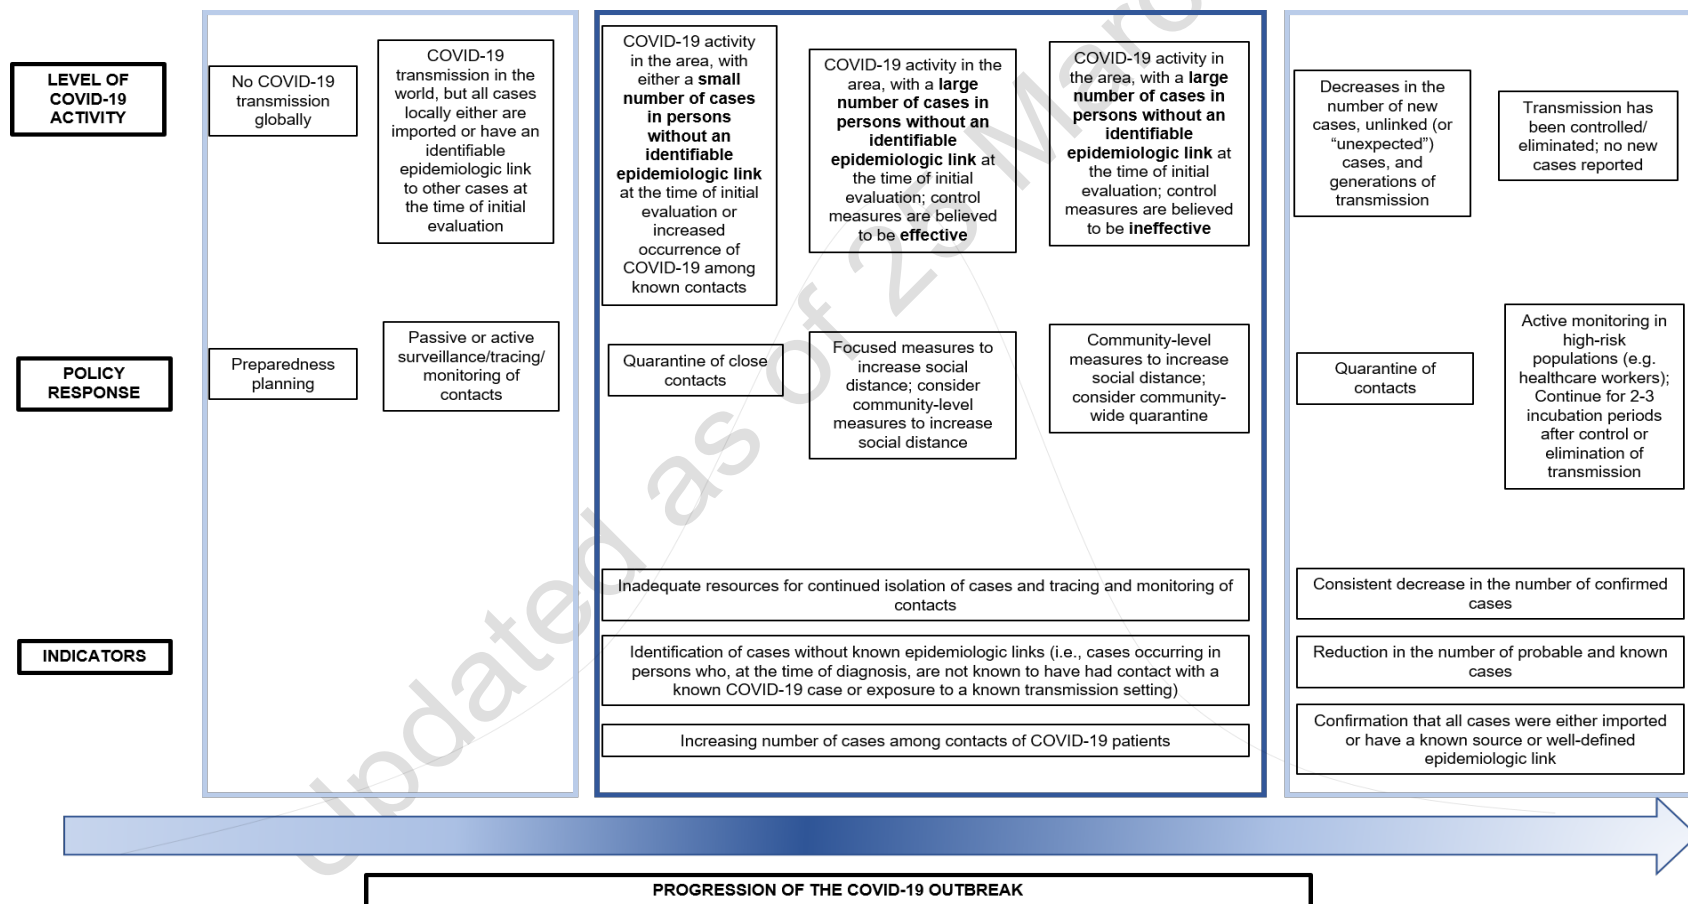 LEVEL OF
COVID-19
ACTIVITY
No COVID-19
transmission
globally
COVID-19
transmission in the
world, but all cases
locally either are
imported or have an
identifiable
epidemiologic link
to other cases at
the time of initial
evaluation
COVID-19 activity
in the area, with
either a small
number of cases
in persons
without an
identifiable
epidemiologic link
at the time of initial
evaluation or
increased
occurrence of
COVID-19 among
known contacts
COVID-19 activity in the
area, with a large
number of cases in
persons without an
identifiable
epidemiologic link at
the time of initial
evaluation; control
measures are believed
to be effective
COVID-19 activity in
the area, with a large
number of cases in
persons without an
identifiable
epidemiologic link at
the time of initial
evaluation; control
measures are believed
to be ineffective
Decreases in the
number of new
cases, unlinked (or
“unexpected”)
cases, and
generations of
transmission
Transmission has
been controlled/
eliminated; no new
cases reported
POLICY
RESPONSE
Preparedness
planning
Passive or active
surveillance/tracing/
monitoring of
contacts
Quarantine of close
contacts
Focused measures to
increase social
distance; consider
community-level
measures to increase
social distance
Community-level
measures to increase
social distance;
consider community-
wide quarantine
Quarantine of
contacts
Active monitoring in
high-risk
populations (e.g.
healthcare workers);
Continue for 2-3
incubation periods
after control or
elimination of
transmission
INDICATORS
Inadequate resources for continued isolation of cases and tracing and monitoring of
contacts
Identification of cases without known epidemiologic links (i.e., cases occurring in
persons who, at the time of diagnosis, are not known to have had contact with a
known COVID-19 case or exposure to a known transmission setting)
Increasing number of cases among contacts of COVID-19 patients
Consistent decrease in the number of confirmed
cases
Reduction in the number of probable and known
cases
Confirmation that all cases were either imported
or have a known source or well-defined
epidemiologic link
PROGRESSION OF THE COVID-19 OUTBREAK
Updated as of 25 Marc